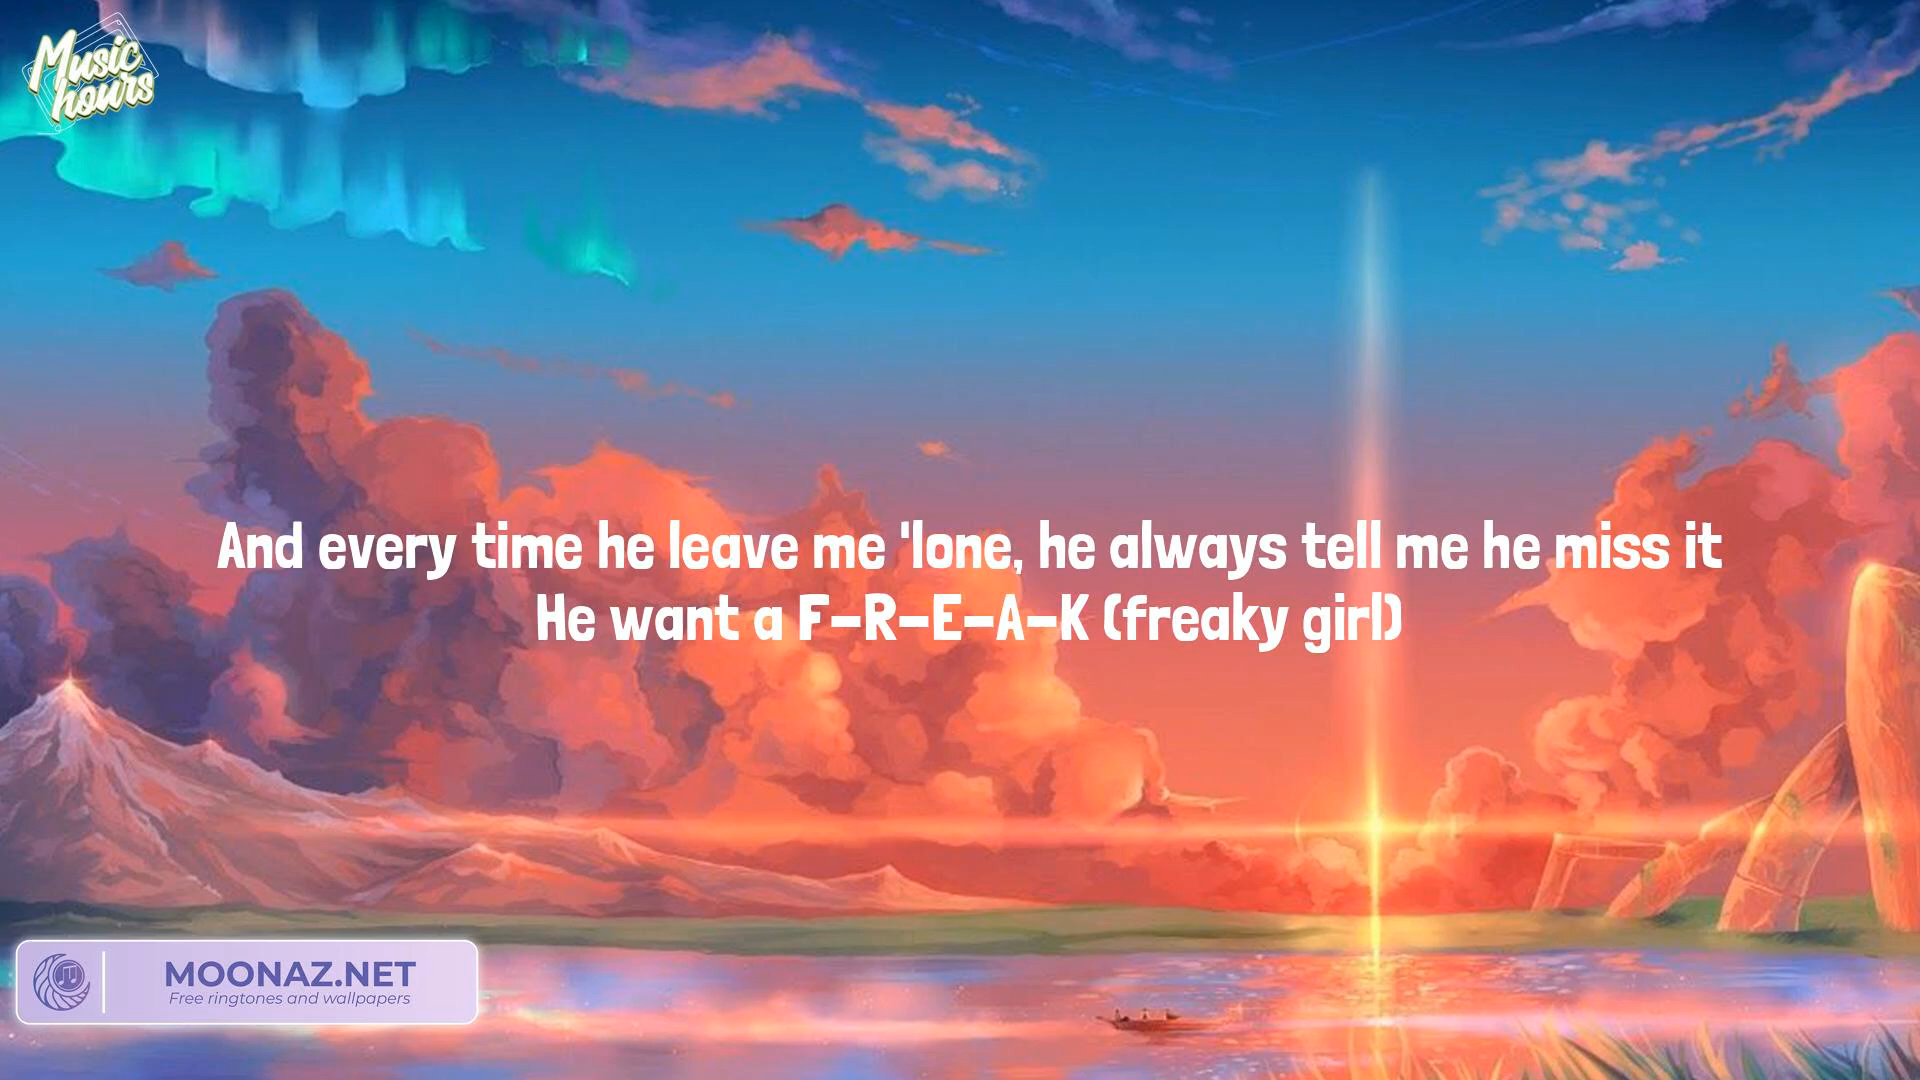 Music
hours
And every time he leave me 'lone, he always tell me he miss it
He want a F-R-E-A-K (freaky girl)
MOONAZ.NET
Free ringtones and wallpapers